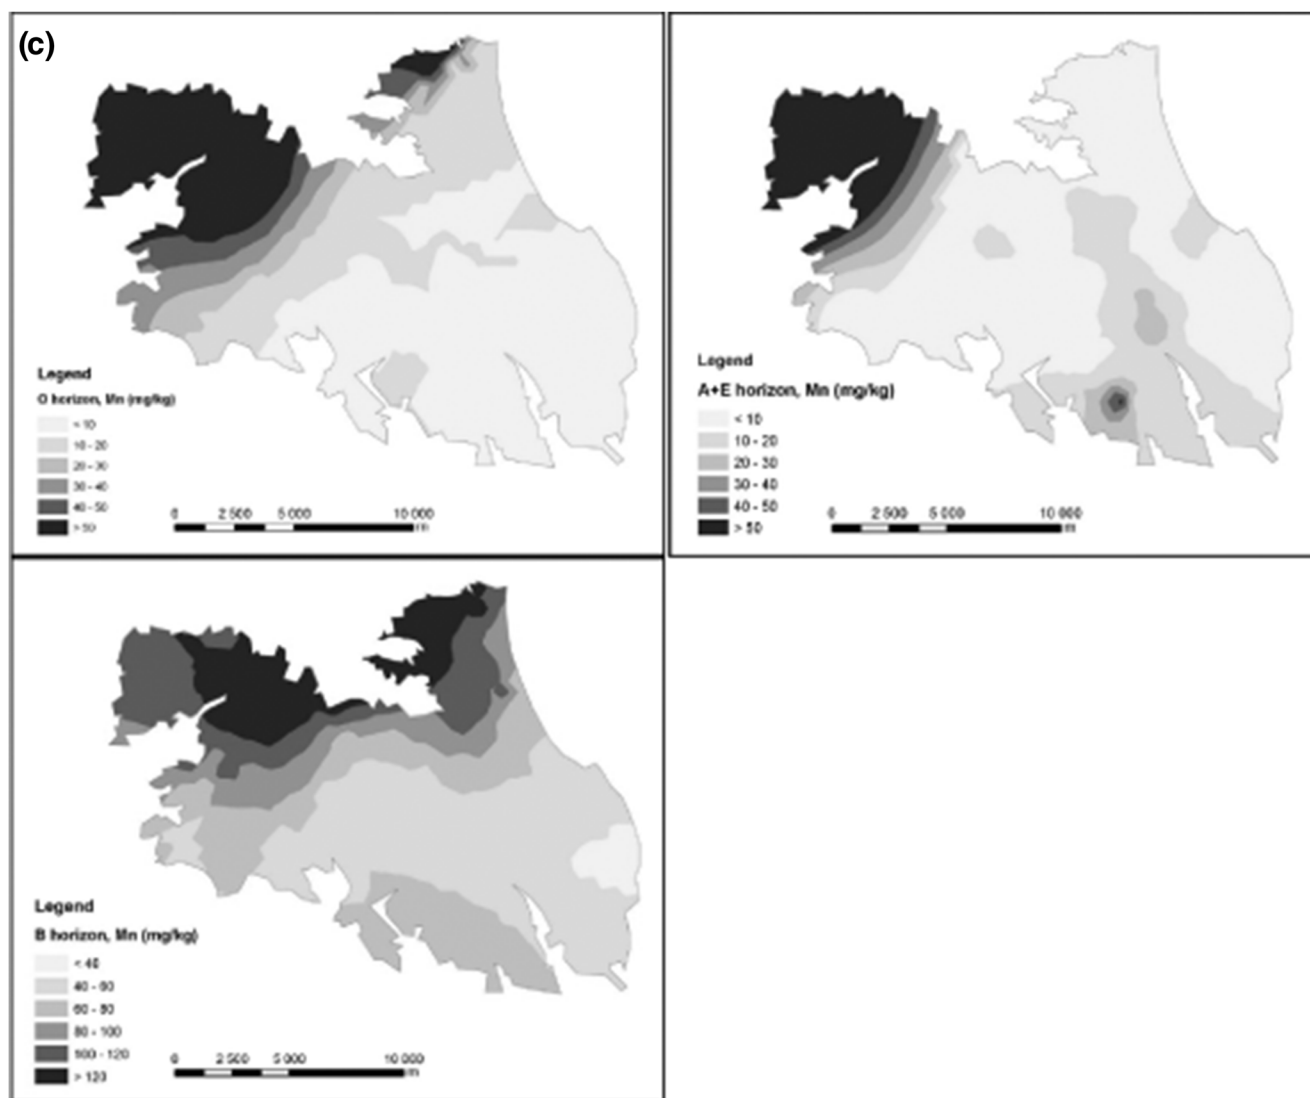 (c)
Legend
O horizon, Mn (mg/kg)
< 10
10 - 20
20 - 30
30 - 40
40 - 50
> 50
0 2 500 5 000 10 000
m
Legend
A+E horizon, Mn (mg/kg)
< 10
10 - 20
20 - 30
30 - 40
40 - 50
> 50
0 2 500 5 000 10 000
m
Legend
B horizon, Mn (mg/kg)
< 40
40 - 60
60 - 80
80 - 100
100 - 120
> 120
0 2 500 5 000 10 000
m